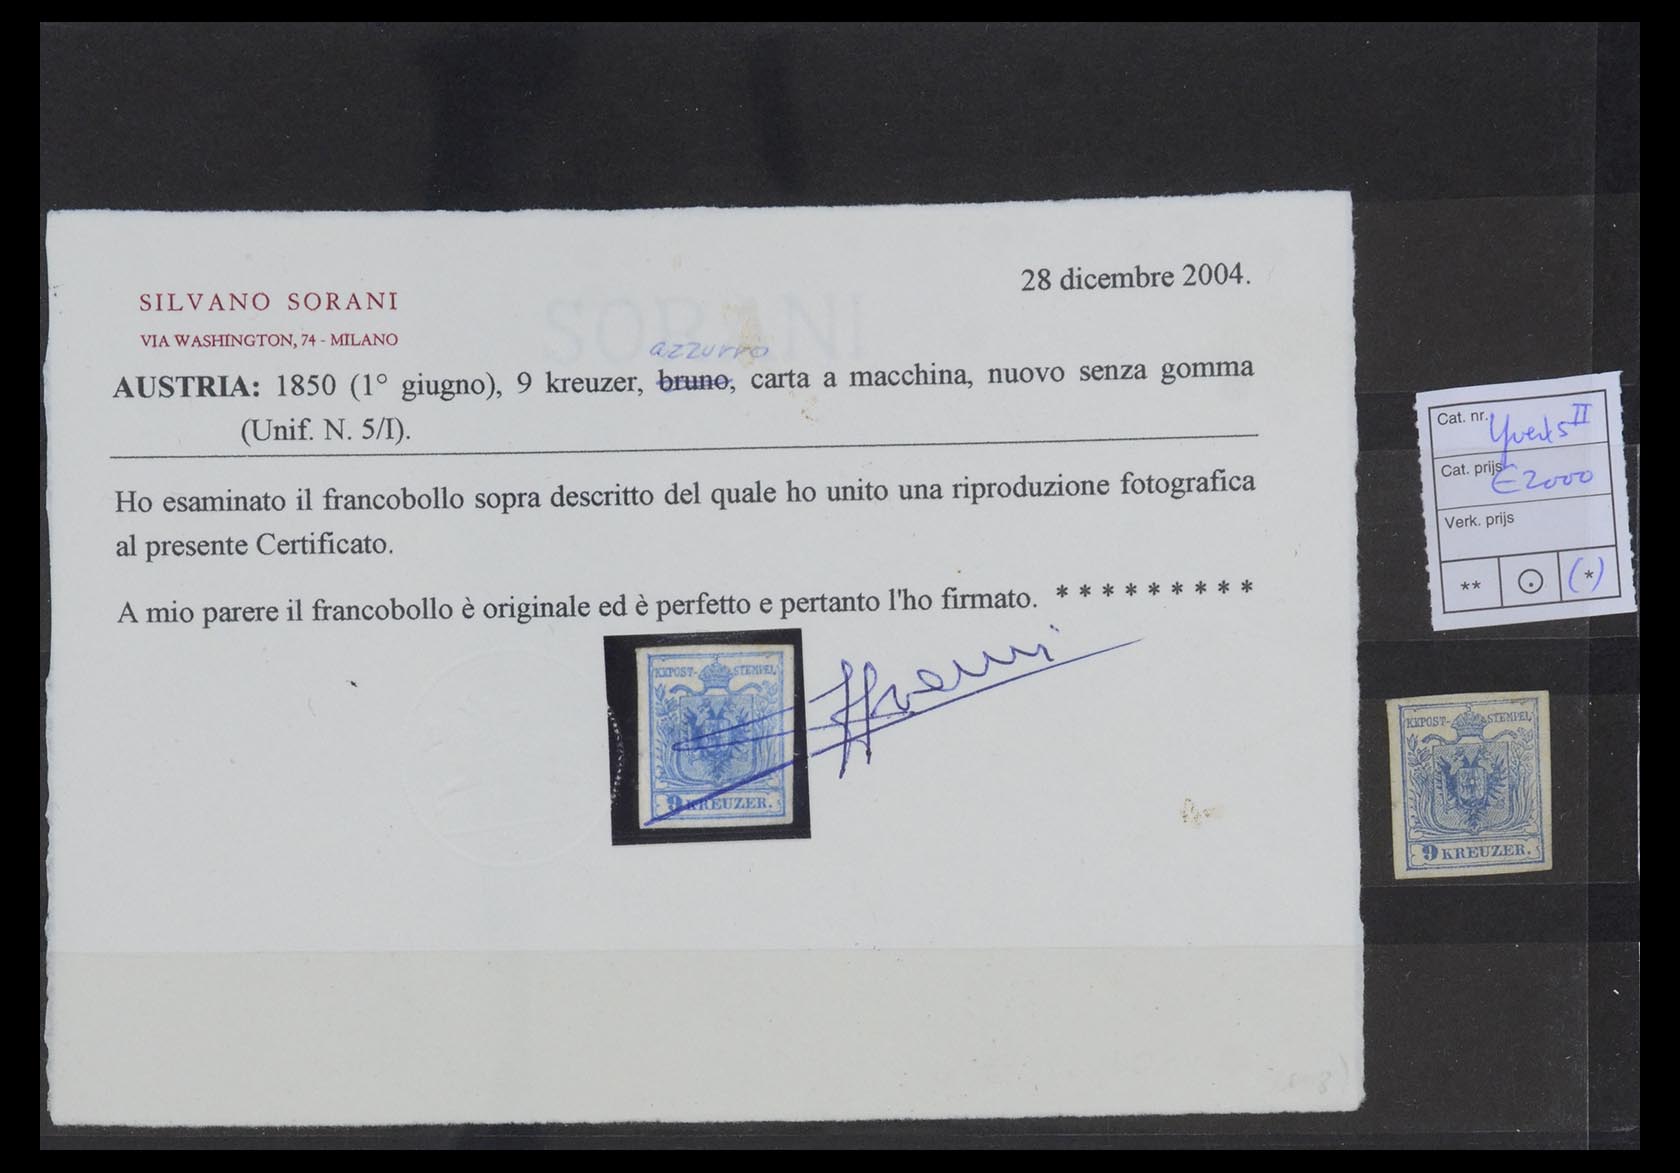 28 dicembre 2004.
SILVANO SORANI
VIA WASHINGTON, 74 - MILANO
SORANI
azzurro
AUSTRIA: 1850 (1° giugno), 9 kreuzer, bruno, carta a macchina, nuovo senza gomma
(Unif. N. 5/I).
Ho esaminato il francobollo sopra descritto del quale ho unito una riproduzione fotografica
al presente Certificato.
A mio parere il francobollo è originale ed è perfetto e pertanto l'ho firmato. * * * * * * * * *
KKPOST- STEMPEL
9 KREUZER.
Cat. nr. Yvert 5 II
Cat. prijs € 2000
Verk. prijs
** (*)
KKPOST- STEMPEL
9 KREUZER.